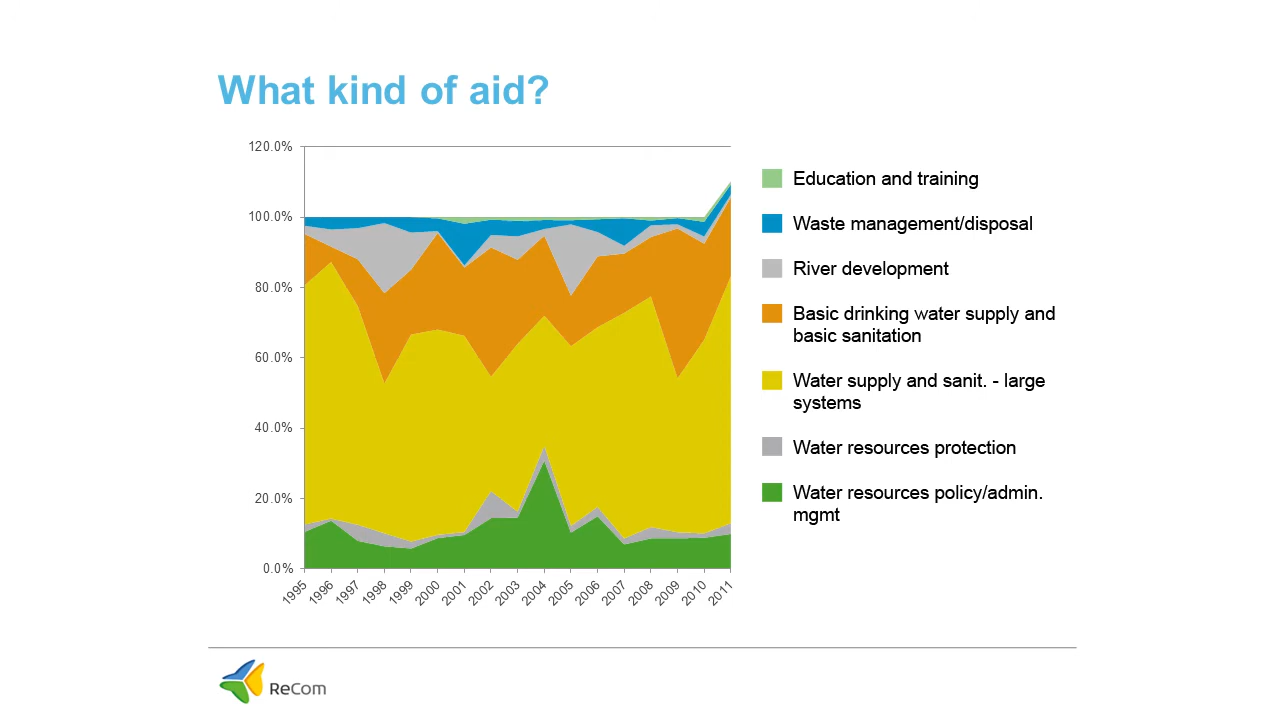 What kind of aid?
120.0%
100.0%
80.0%
60.0%
40.0%
20.0%
0.0%
1995
1996
1997
1998
1999
2000
2001
2002
2003
2004
2005
2006
2007
2008
2009
2010
2011
Education and training
Waste management/disposal
River development
Basic drinking water supply and
basic sanitation
Water supply and sanit. - large
systems
Water resources protection
Water resources policy/admin.
mgmt
ReCom